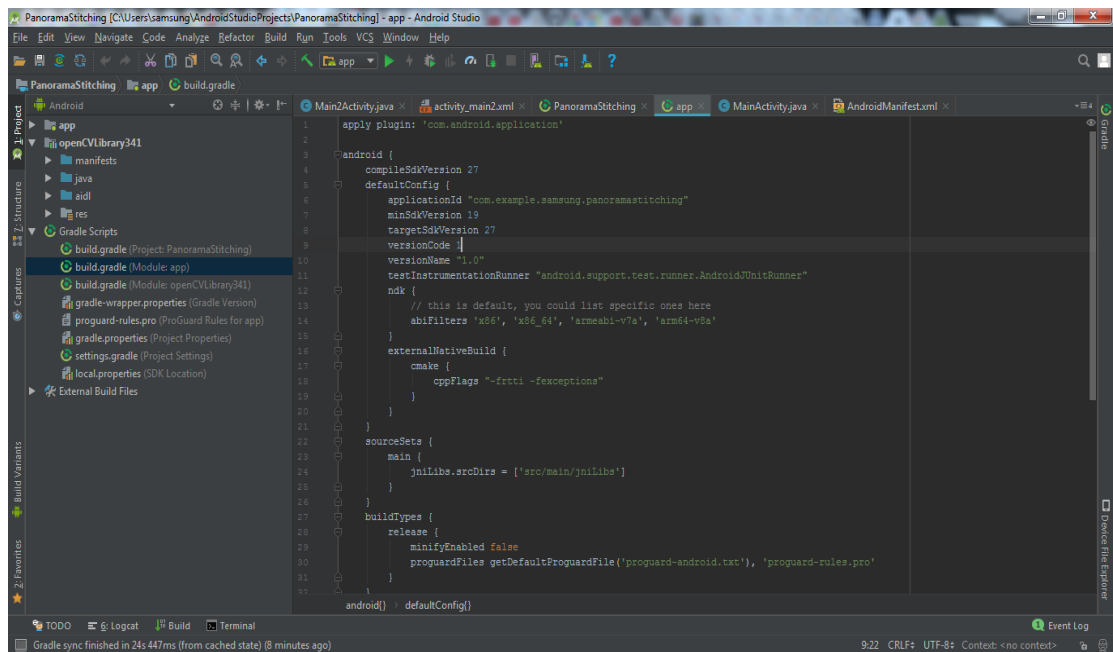 PanoramaStitching [C:\Users\samsung\AndroidStudioProjects\PanoramaStitching] - app - Android Studio
File Edit View Navigate Code Analyze Refactor Build Run Tools VCS Window Help
app
PanoramaStitching app build.gradle
Android
Main2Activity.java activity_main2.xml PanoramaStitching app MainActivity.java AndroidManifest.xml
1: Project
7: Structure
Captures
Build Variants
2: Favorites
app
openCVLibrary341
manifests
java
aidl
res
Gradle Scripts
build.gradle (Project: PanoramaStitching)
build.gradle (Module: app)
build.gradle (Module: openCVLibrary341)
gradle-wrapper.properties (Gradle Version)
proguard-rules.pro (ProGuard Rules for app)
gradle.properties (Project Properties)
settings.gradle (Project Settings)
local.properties (SDK Location)
External Build Files
1 apply plugin: 'com.android.application'
2
3 android {
4 compileSdkVersion 27
5 defaultConfig {
6 applicationId "com.example.samsung.panoramastitching"
7 minSdkVersion 19
8 targetSdkVersion 27
9 versionCode 1
10 versionName "1.0"
11 testInstrumentationRunner "android.support.test.runner.AndroidJUnitRunner"
12 ndk {
13 // this is default, you could list specific ones here
14 abiFilters 'x86', 'x86_64', 'armeabi-v7a', 'arm64-v8a'
15 }
16 externalNativeBuild {
17 cmake {
18 cppFlags "-frtti -fexceptions"
19 }
20 }
21 }
22 sourceSets {
23 main {
24 jniLibs.srcDirs = ['src/main/jniLibs']
25 }
26 }
27 buildTypes {
28 release {
29 minifyEnabled false
30 proguardFiles getDefaultProguardFile('proguard-android.txt'), 'proguard-rules.pro'
31 }
32 }
android{} defaultConfig{}
Gradle
Device File Explorer
TODO 6: Logcat Build Terminal 1 Event Log
Gradle sync finished in 24s 447ms (from cached state) (8 minutes ago) 9:22 CRLF UTF-8 Context: <no context>